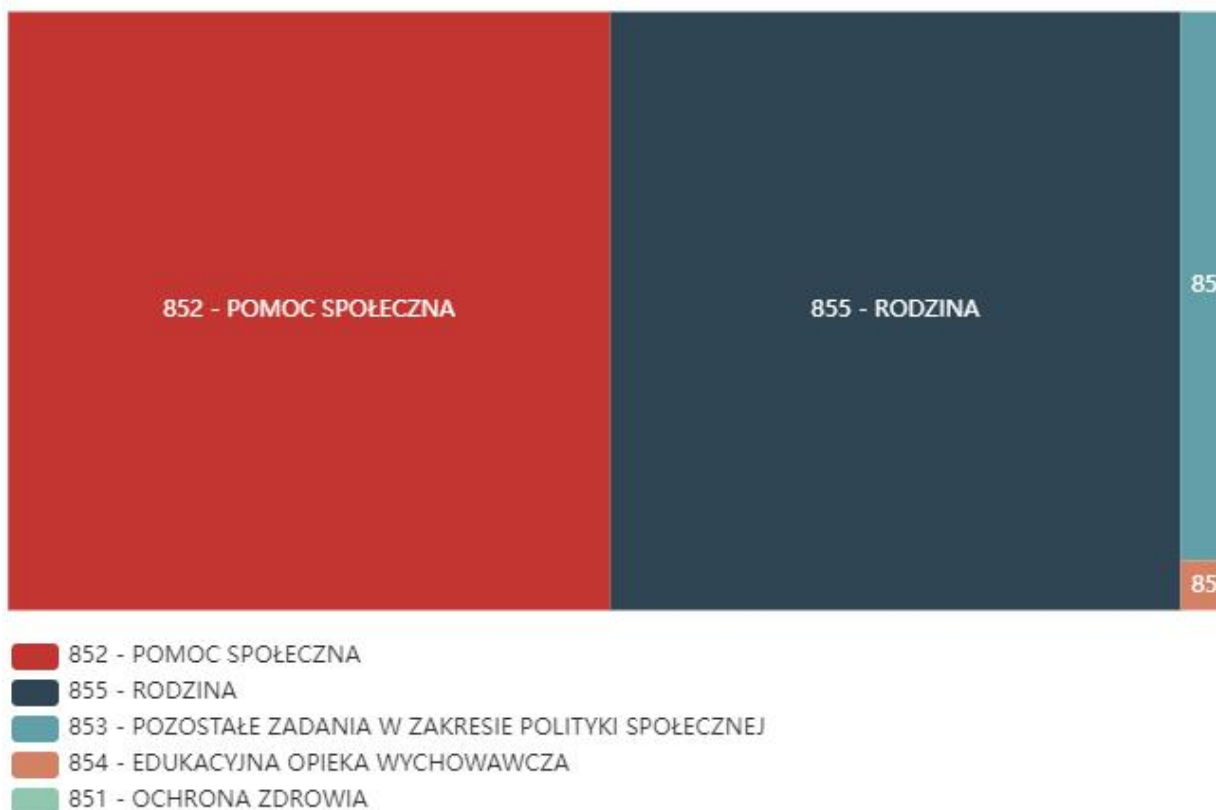 852 - POMOC SPOŁECZNA
855 - RODZINA
85
85
852 - POMOC SPOŁECZNA
855 - RODZINA
853 - POZOSTAŁE ZADANIA W ZAKRESIE POLITYKI SPOŁECZNEJ
854 - EDUKACYJNA OPIEKA WYCHOWAWCZA
851 - OCHRONA ZDROWIA